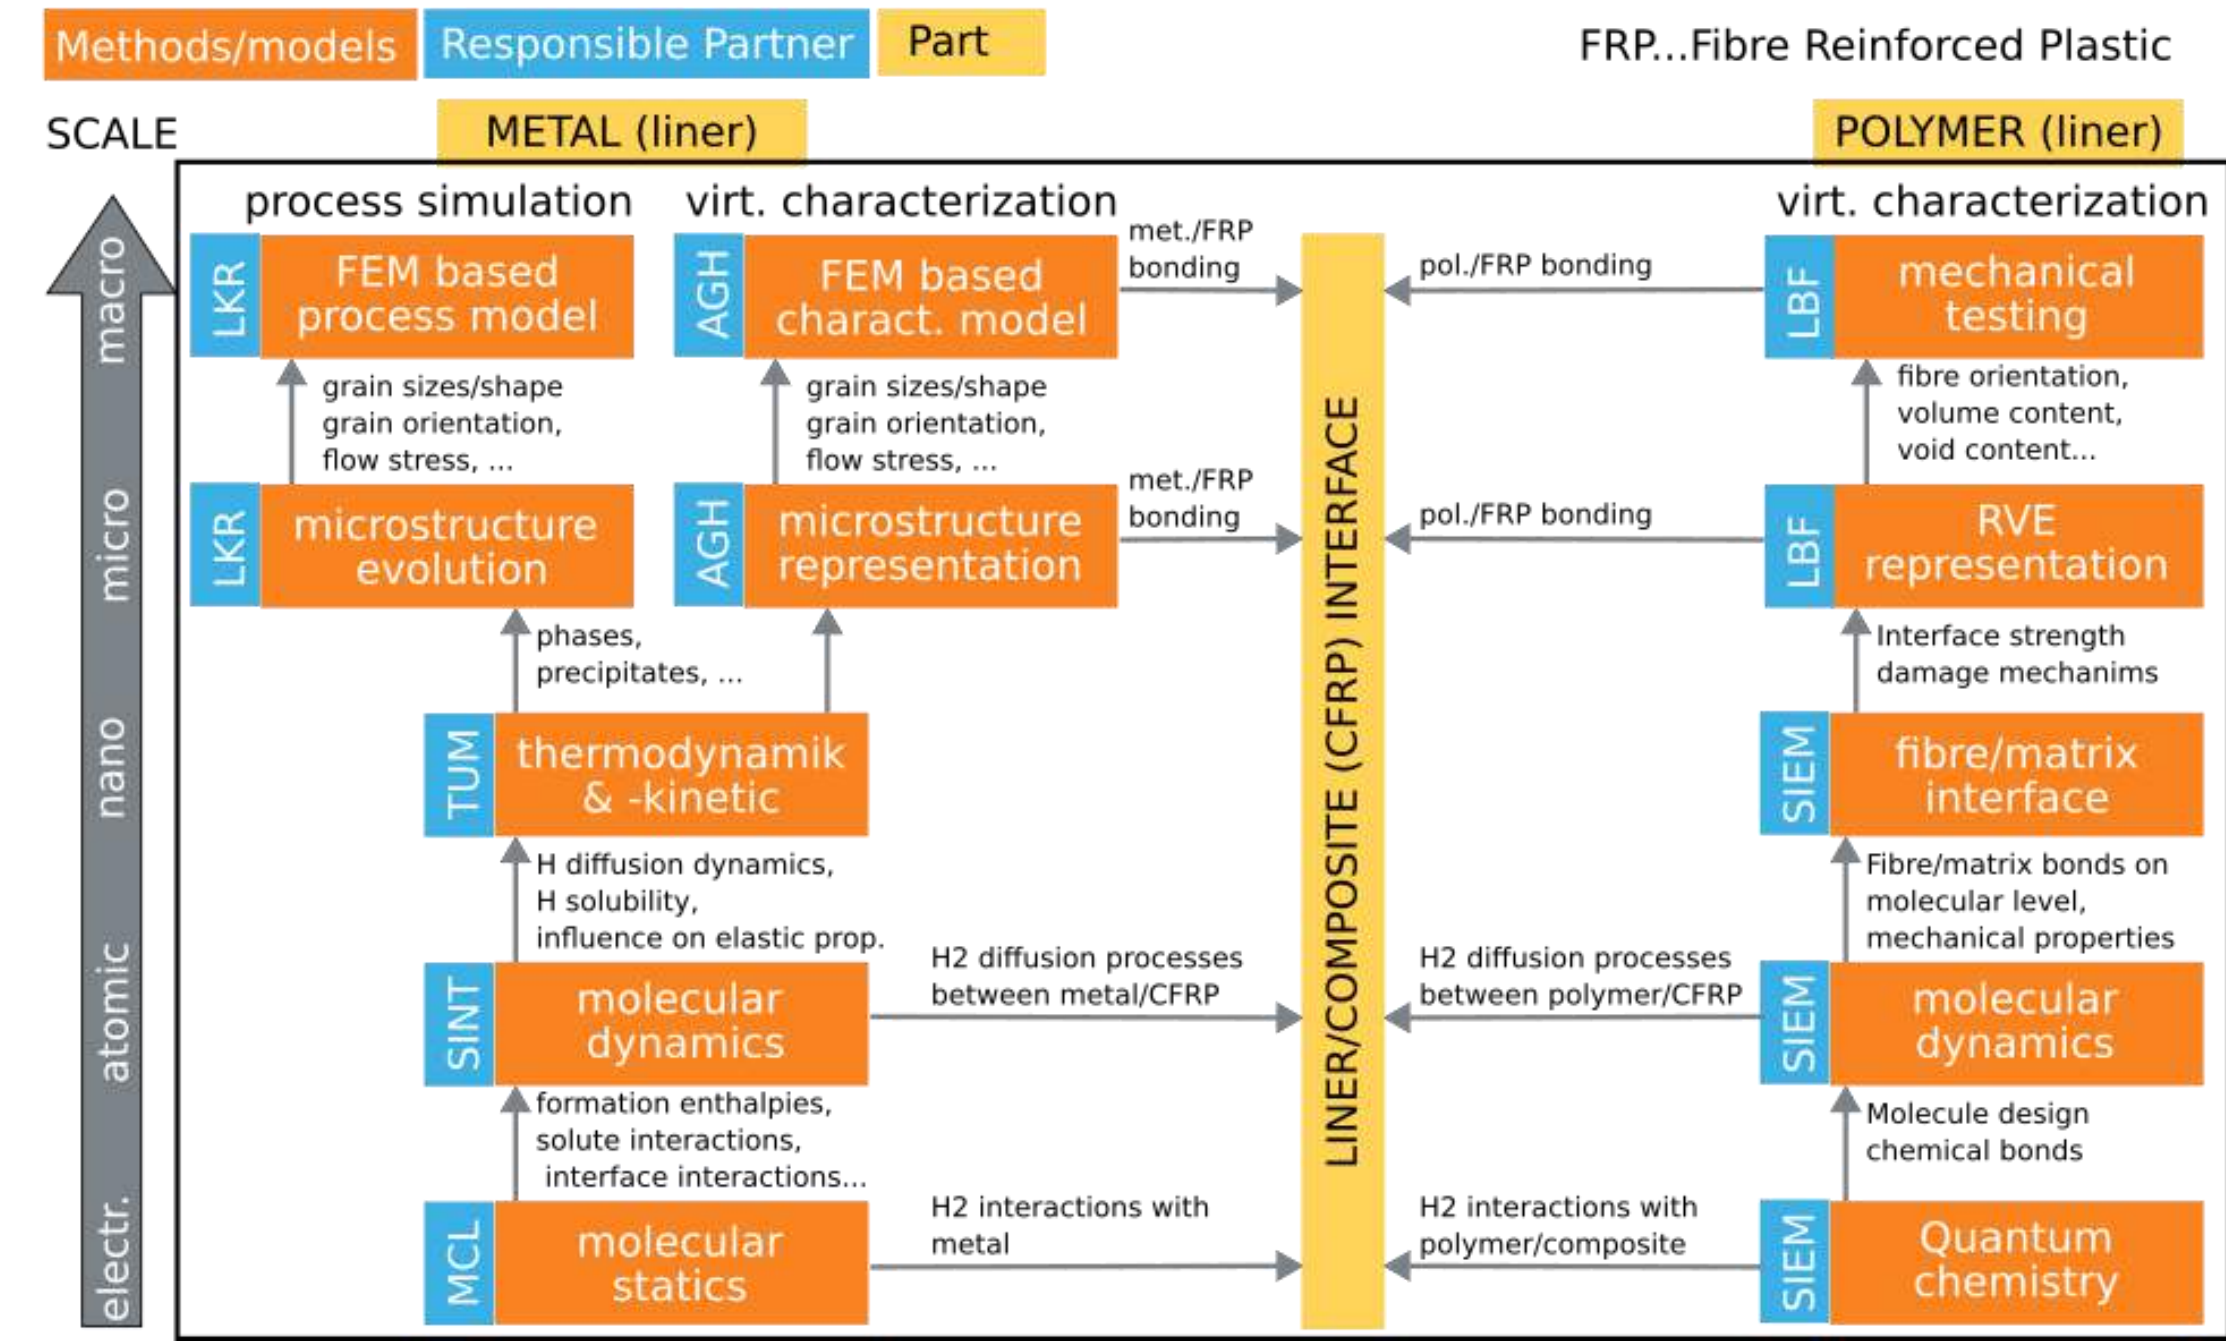 Methods/models
Responsible Partner
Part
FRP...Fibre Reinforced Plastic
SCALE
METAL (liner)
POLYMER (liner)
process simulation
virt. characterization
virt. characterization
macro
micro
nano
atomic
electr.
LKR
FEM based
process model
AGH
FEM based
charact. model
met./FRP
bonding
pol./FRP bonding
LBF
mechanical
testing
grain sizes/shape
grain orientation,
flow stress, ...
grain sizes/shape
grain orientation,
flow stress, ...
fibre orientation,
volume content,
void content...
LKR
microstructure
evolution
AGH
microstructure
representation
met./FRP
bonding
LINER/COMPOSITE (CFRP) INTERFACE
pol./FRP bonding
LBF
RVE
representation
phases,
precipitates, ...
Interface strength
damage mechanims
TUM
thermodynamik
& -kinetic
SIEM
fibre/matrix
interface
H diffusion dynamics,
H solubility,
influence on elastic prop.
Fibre/matrix bonds on
molecular level,
mechanical properties
SINT
molecular
dynamics
H2 diffusion processes
between metal/CFRP
H2 diffusion processes
between polymer/CFRP
SIEM
molecular
dynamics
formation enthalpies,
solute interactions,
interface interactions...
Molecule design
chemical bonds
MCL
molecular
statics
H2 interactions with
metal
H2 interactions with
polymer/composite
SIEM
Quantum
chemistry